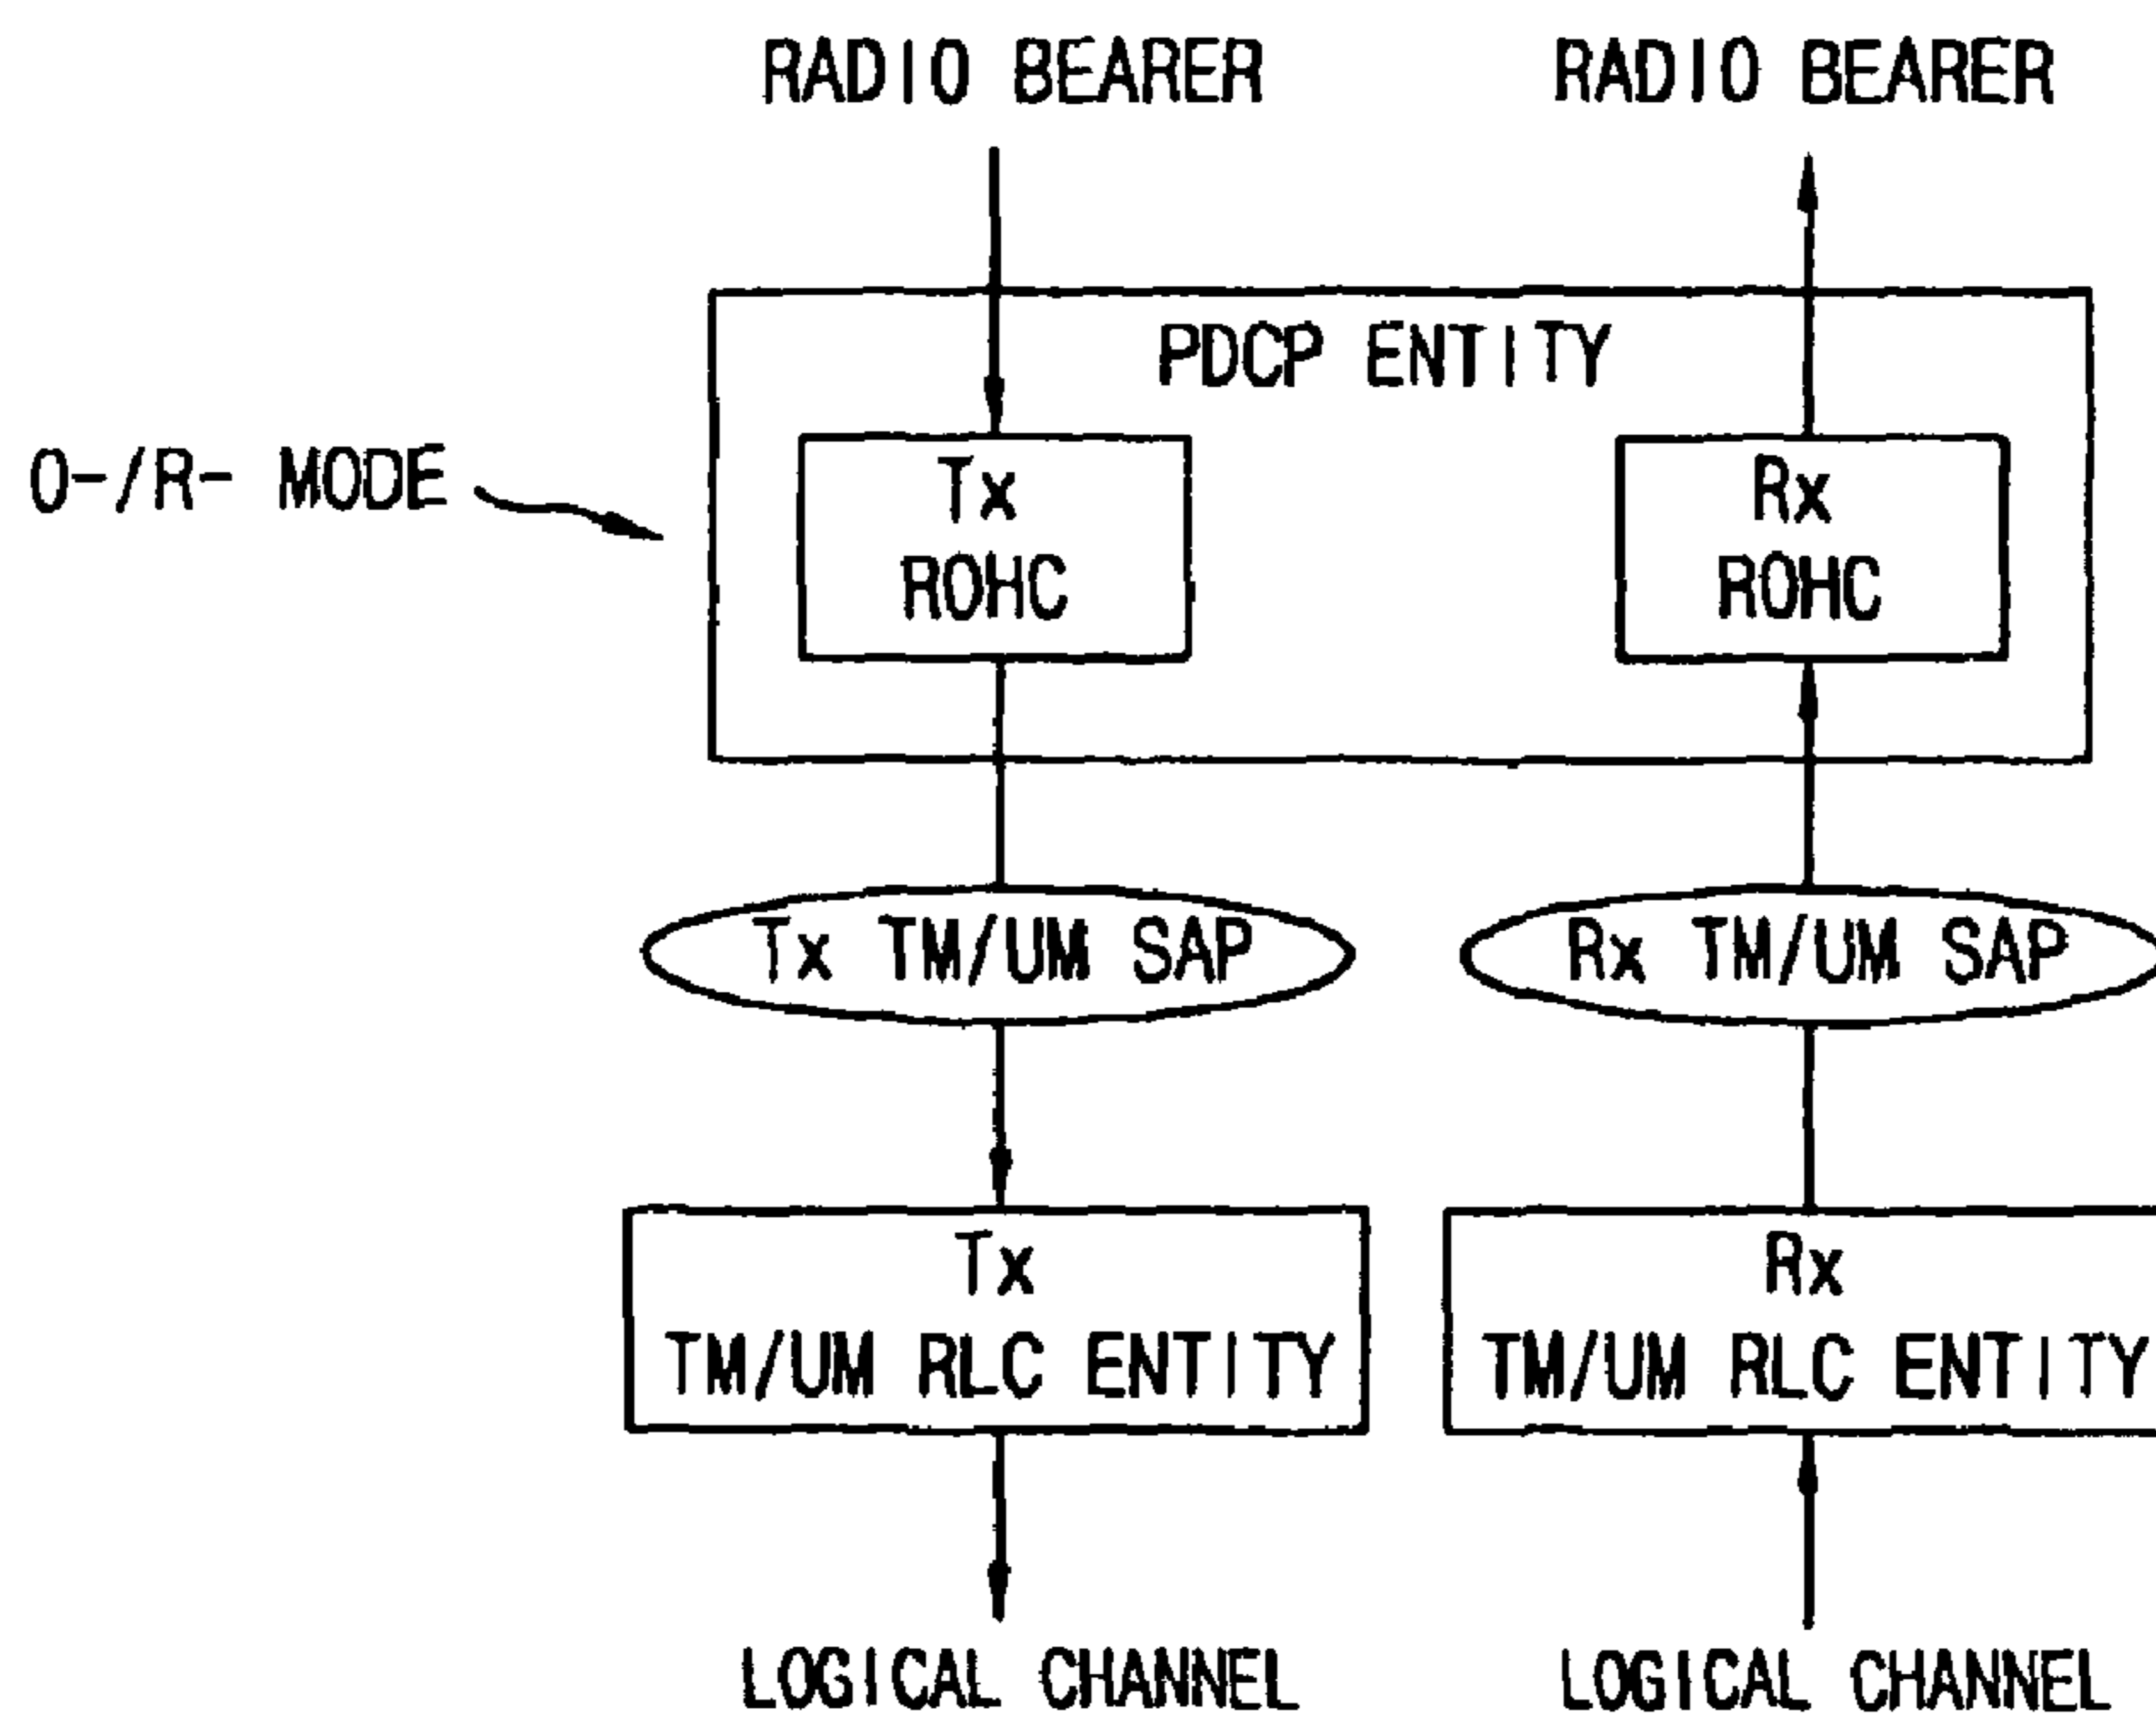 RADIO BEARER
RADIO BEARER
PDCP ENTITY
O-/R- MODE
Tx
ROHC
Rx
ROHC
Tx TM/UM SAP
Rx TM/UM SAP
Tx
TM/UM RLC ENTITY
Rx
TM/UM RLC ENTITY
LOGICAL CHANNEL
LOGICAL CHANNEL